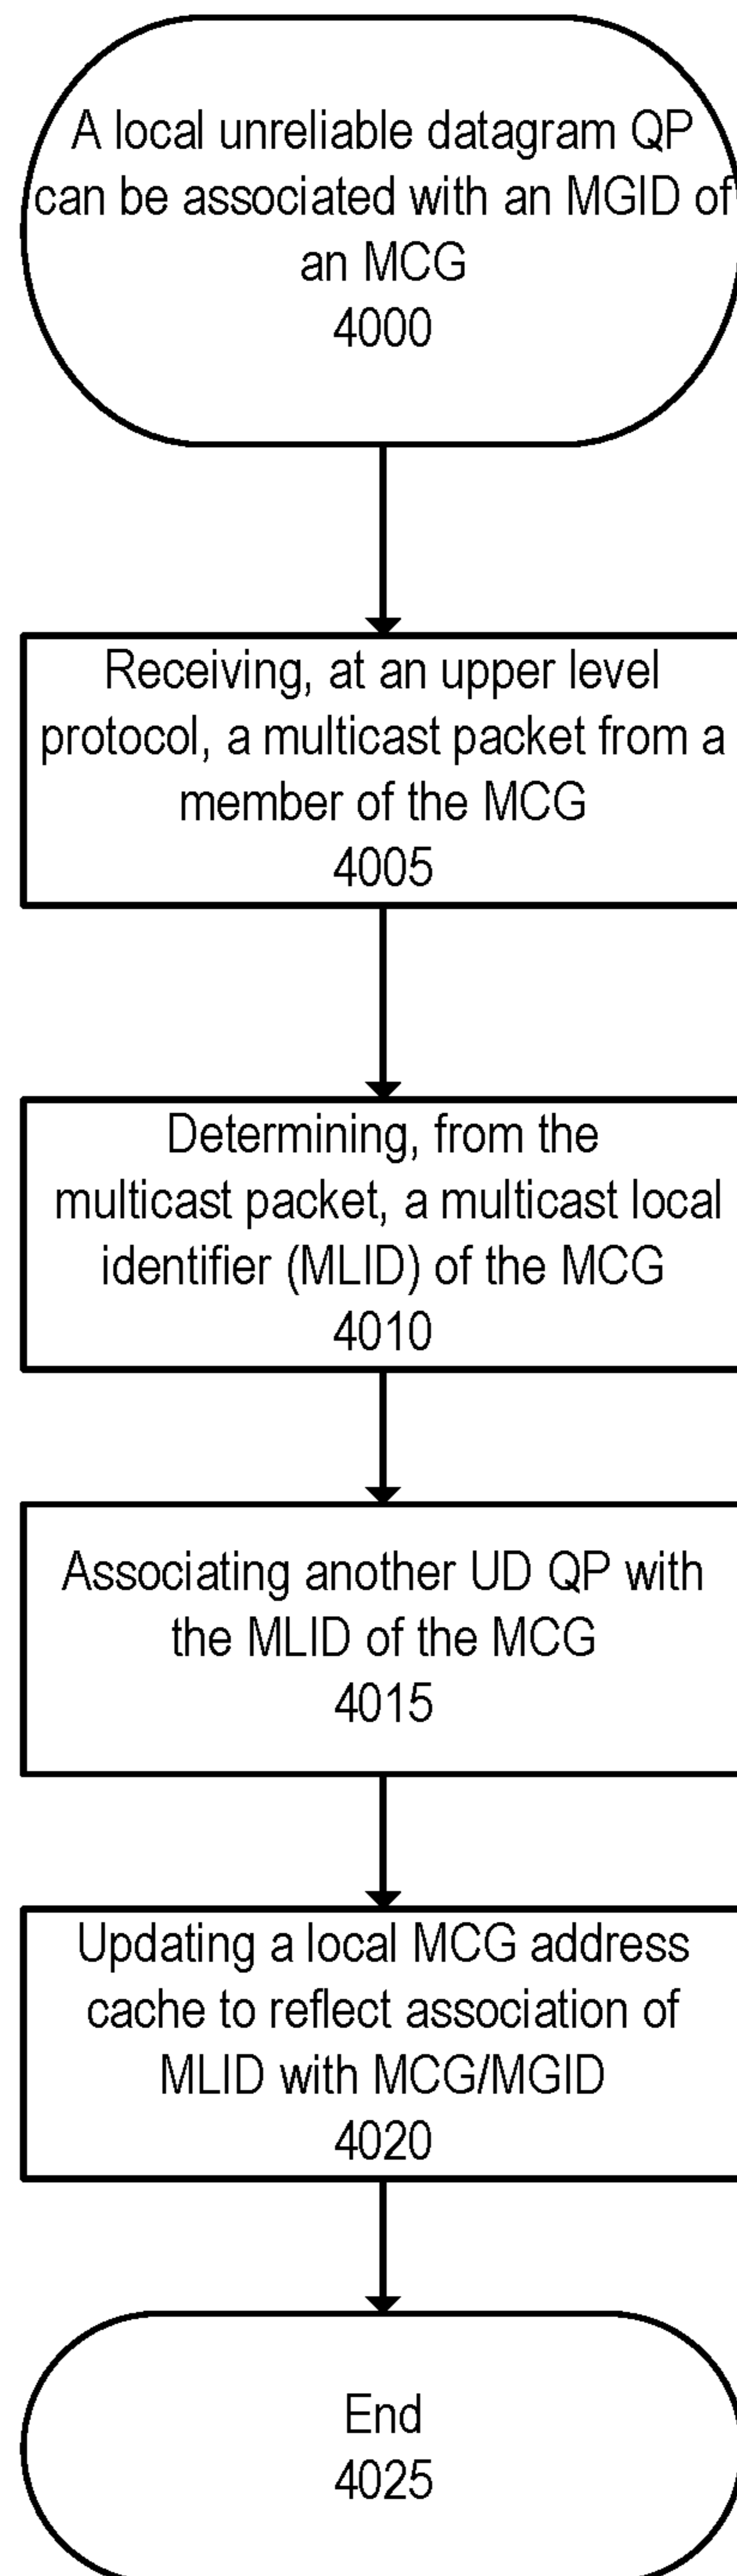 A local unreliable datagram QP
can be associated with an MGID of
an MCG
4000
Receiving, at an upper level
protocol, a multicast packet from a
member of the MCG
4005
Determining, from the
multicast packet, a multicast local
identifier (MLID) of the MCG
4010
Associating another UD QP with
the MLID of the MCG
4015
Updating a local MCG address
cache to reflect association of
MLID with MCG/MGID
4020
End
4025